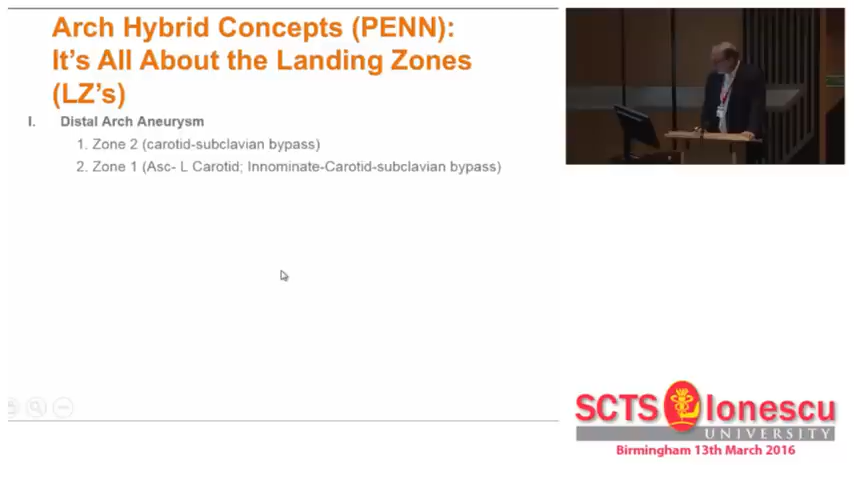 Arch Hybrid Concepts (PENN):
It's All About the Landing Zones
(LZ's)
I. Distal Arch Aneurysm
1. Zone 2 (carotid-subclavian bypass)
2. Zone 1 (Asc- L Carotid; Innominate-Carotid-subclavian bypass)
SCTS Ionescu
UNIVERSITY
Birmingham 13th March 2016